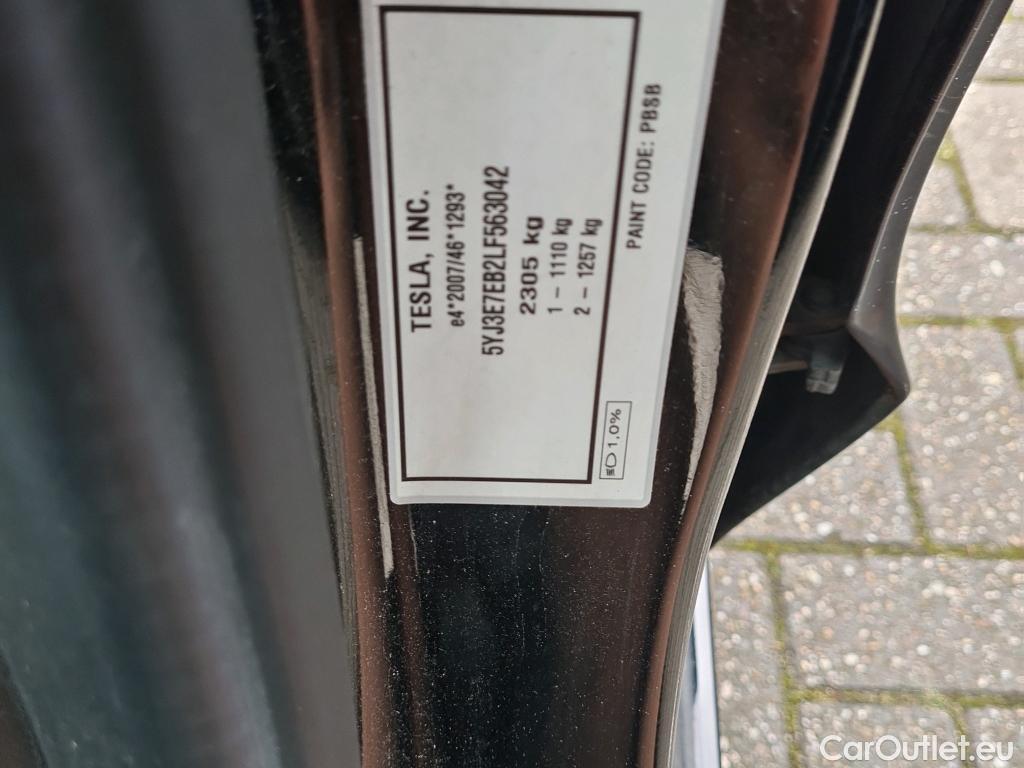 TESLA, INC.
e4*2007/46*1293*
5YJ3E7EB2LF563042
2305 kg
1 – 1110 kg
2 – 1257 kg
PAINT CODE: PBSB
1,0%
CarOutlet.eu